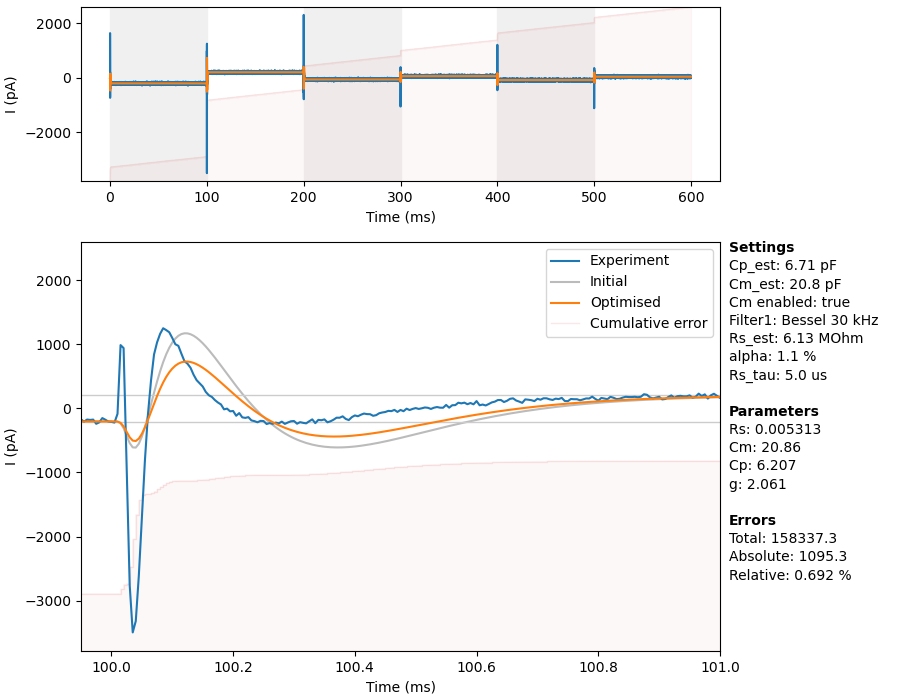 2000
0
−2000
I (pA)
0 100 200 300 400 500 600
Time (ms)
2000
1000
0
−1000
−2000
−3000
I (pA)
Experiment
Initial
Optimised
Cumulative error
100.0 100.2 100.4 100.6 100.8 101.0
Time (ms)
Settings
Cp_est: 6.71 pF
Cm_est: 20.8 pF
Cm enabled: true
Filter1: Bessel 30 kHz
Rs_est: 6.13 MOhm
alpha: 1.1 %
Rs_tau: 5.0 us
Parameters
Rs: 0.005313
Cm: 20.86
Cp: 6.207
g: 2.061
Errors
Total: 158337.3
Absolute: 1095.3
Relative: 0.692 %